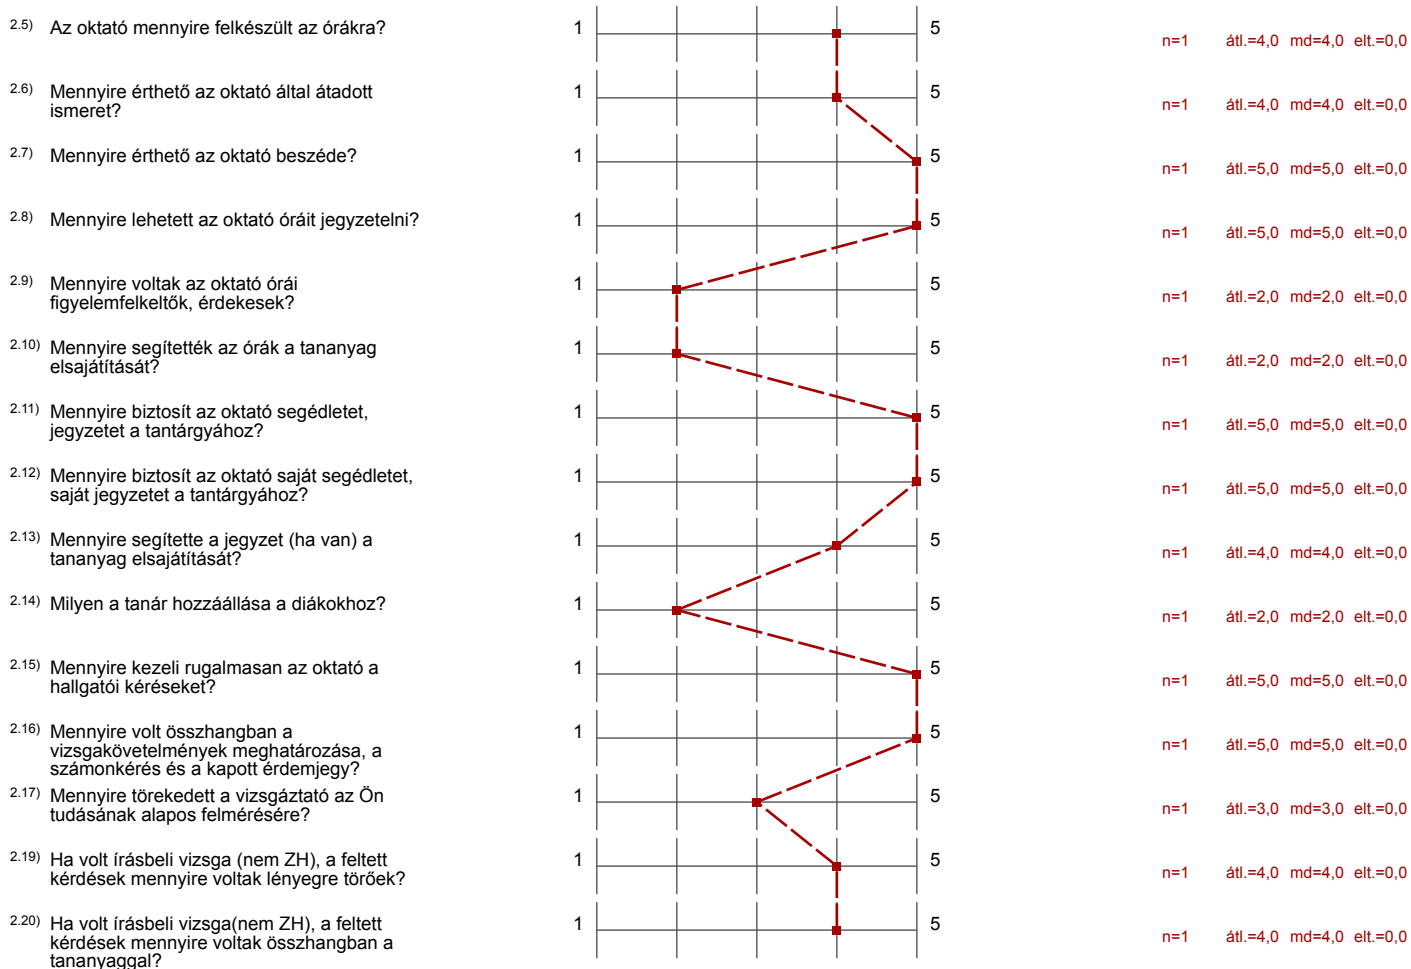 2.5) Az oktató mennyire felkészült az órákra? 1 5 n=1 átl.=4,0 md=4,0 elt.=0,0
2.6) Mennyire érthető az oktató által átadott
ismeret? 1 5 n=1 átl.=4,0 md=4,0 elt.=0,0
2.7) Mennyire érthető az oktató beszéde? 1 5 n=1 átl.=5,0 md=5,0 elt.=0,0
2.8) Mennyire lehetett az oktató óráit jegyzetelni? 1 5 n=1 átl.=5,0 md=5,0 elt.=0,0
2.9) Mennyire voltak az oktató órái
figyelemfelkeltők, érdekesek? 1 5 n=1 átl.=2,0 md=2,0 elt.=0,0
2.10) Mennyire segítették az órák a tananyag
elsajátítását? 1 5 n=1 átl.=2,0 md=2,0 elt.=0,0
2.11) Mennyire biztosít az oktató segédletet,
jegyzetet a tantárgyához? 1 5 n=1 átl.=5,0 md=5,0 elt.=0,0
2.12) Mennyire biztosít az oktató saját segédletet,
saját jegyzetet a tantárgyához? 1 5 n=1 átl.=5,0 md=5,0 elt.=0,0
2.13) Mennyire segítette a jegyzet (ha van) a
tananyag elsajátítását? 1 5 n=1 átl.=4,0 md=4,0 elt.=0,0
2.14) Milyen a tanár hozzáállása a diákokhoz? 1 5 n=1 átl.=2,0 md=2,0 elt.=0,0
2.15) Mennyire kezeli rugalmasan az oktató a
hallgatói kéréseket? 1 5 n=1 átl.=5,0 md=5,0 elt.=0,0
2.16) Mennyire volt összhangban a
vizsgakövetelmények meghatározása, a
számonkérés és a kapott érdemjegy? 1 5 n=1 átl.=5,0 md=5,0 elt.=0,0
2.17) Mennyire törekedett a vizsgáztató az Ön
tudásának alapos felmérésére? 1 5 n=1 átl.=3,0 md=3,0 elt.=0,0
2.19) Ha volt írásbeli vizsga (nem ZH), a feltett
kérdések mennyire voltak lényegre törőek? 1 5 n=1 átl.=4,0 md=4,0 elt.=0,0
2.20) Ha volt írásbeli vizsga(nem ZH), a feltett
kérdések mennyire voltak összhangban a
tananyaggal? 1 5 n=1 átl.=4,0 md=4,0 elt.=0,0